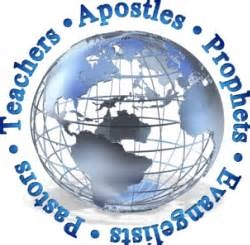 Teachers • Apostles • Prophets • Evangelists • Pastors •